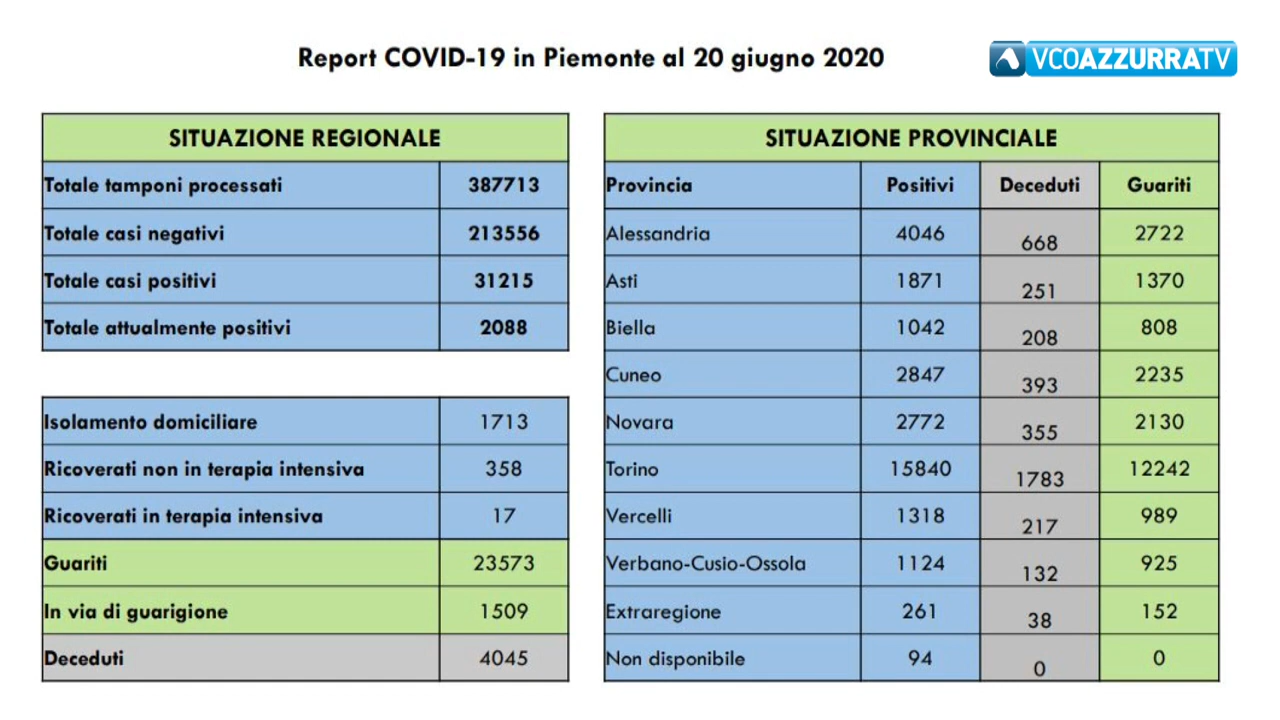 Report COVID-19 in Piemonte al 20 giugno 2020
VCOAZZURRATV
SITUAZIONE REGIONALE
Totale tamponi processati 387713
Totale casi negativi 213556
Totale casi positivi 31215
Totale attualmente positivi 2088
Isolamento domiciliare 1713
Ricoverati non in terapia intensiva 358
Ricoverati in terapia intensiva 17
Guariti 23573
In via di guarigione 1509
Deceduti 4045
SITUAZIONE PROVINCIALE
Provincia Positivi Deceduti Guariti
Alessandria 4046 668 2722
Asti 1871 251 1370
Biella 1042 208 808
Cuneo 2847 393 2235
Novara 2772 355 2130
Torino 15840 1783 12242
Vercelli 1318 217 989
Verbano-Cusio-Ossola 1124 132 925
Extraregione 261 38 152
Non disponibile 94 0 0